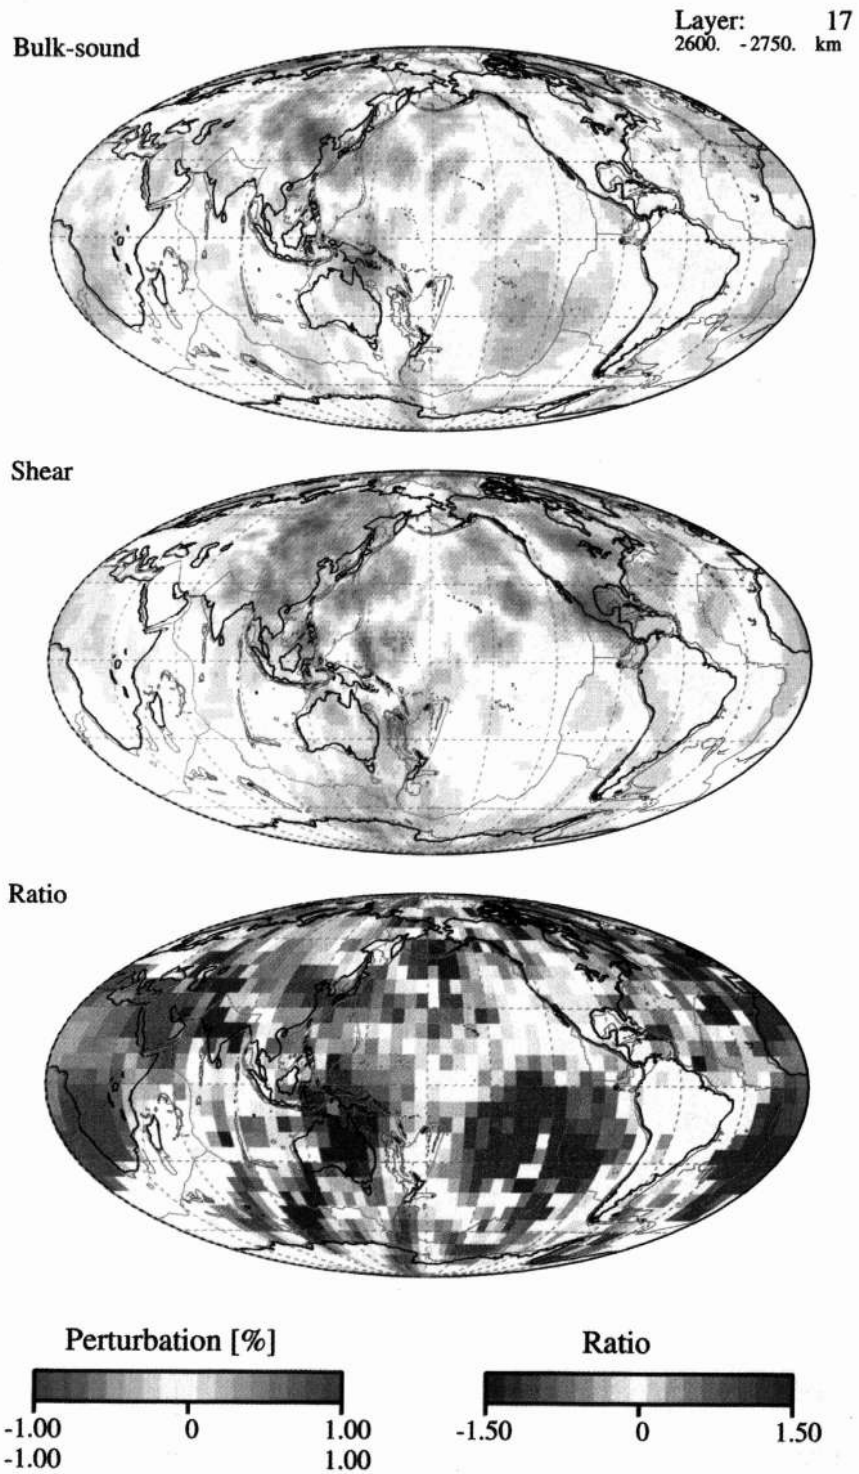 Layer: 17
2600. - 2750. km
Bulk-sound
Shear
Ratio
Perturbation [%]
-1.00 0 1.00
-1.00 1.00
Ratio
-1.50 0 1.50